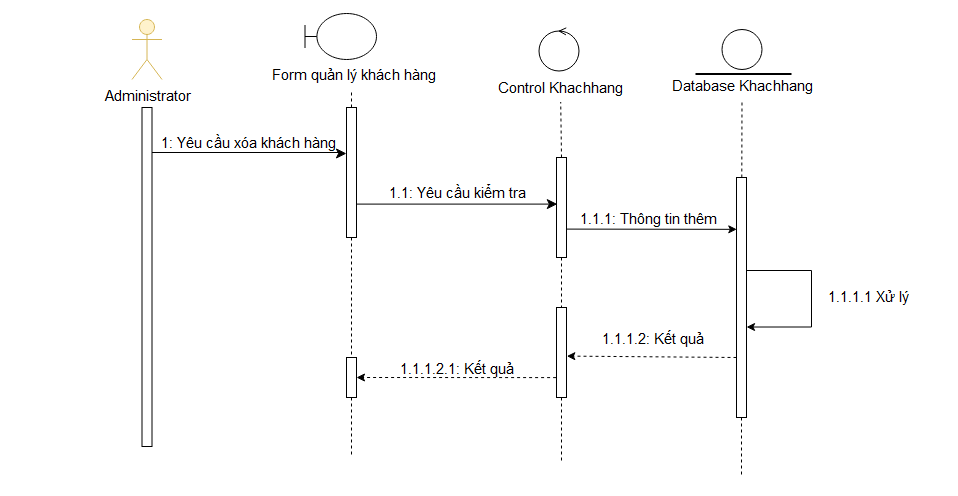 Form quản lý khách hàng
Control Khachhang
Database Khachhang
Administrator
1: Yêu cầu xóa khách hàng
1.1: Yêu cầu kiểm tra
1.1.1: Thông tin thêm
1.1.1.1 Xử lý
1.1.1.2: Kết quả
1.1.1.2.1: Kết quả